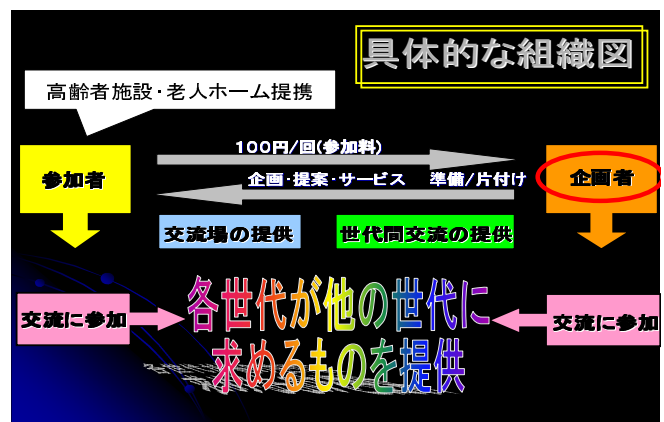 具体的な組織図
高齢者施設・老人ホーム提携
100円/回(参加料)
参加者
企画者
企画・提案・サービス 準備/片付け
交流場の提供
世代間交流の提供
各世代が他の世代に
求めるものを提供
交流に参加
交流に参加